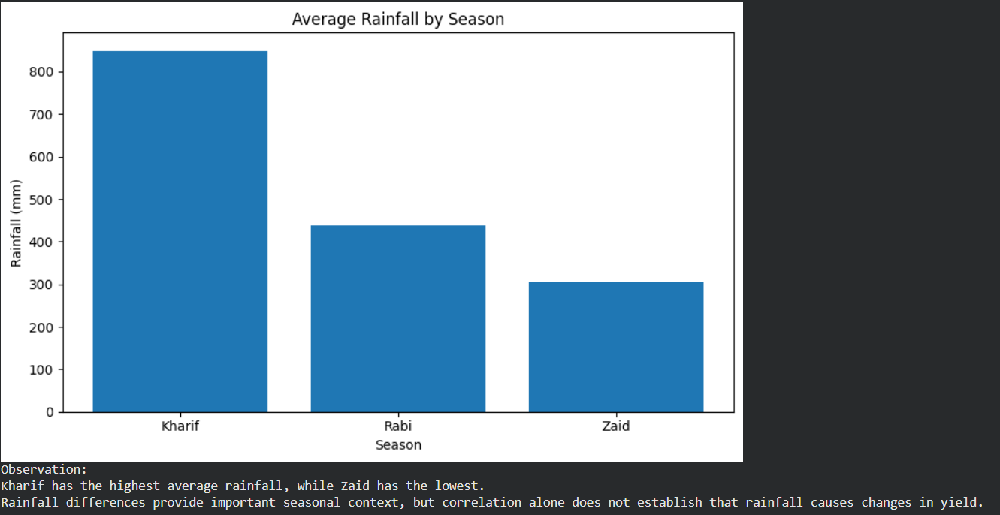 Average Rainfall by Season
Rainfall (mm)
800
700
600
500
400
300
200
100
0
Kharif
Rabi
Zaid
Season
Observation:
Kharif has the highest average rainfall, while Zaid has the lowest.
Rainfall differences provide important seasonal context, but correlation alone does not establish that rainfall causes changes in yield.